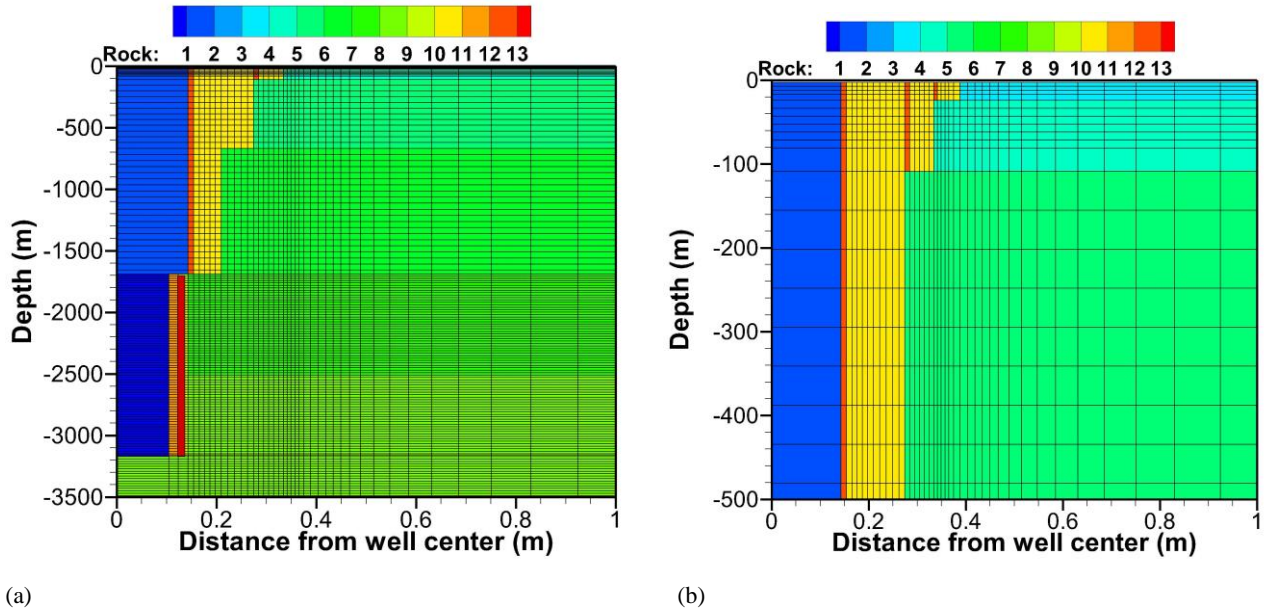 Rock: 1 2 3 4 5 6 7 8 9 10 11 12 13
0
-500
-1000
-1500
-2000
-2500
-3000
-3500
Depth (m)
0 0.2 0.4 0.6 0.8 1
Distance from well center (m)
(a)
Rock: 1 2 3 4 5 6 7 8 9 10 11 12 13
0
-100
-200
-300
-400
-500
Depth (m)
0 0.2 0.4 0.6 0.8 1
Distance from well center (m)
(b)